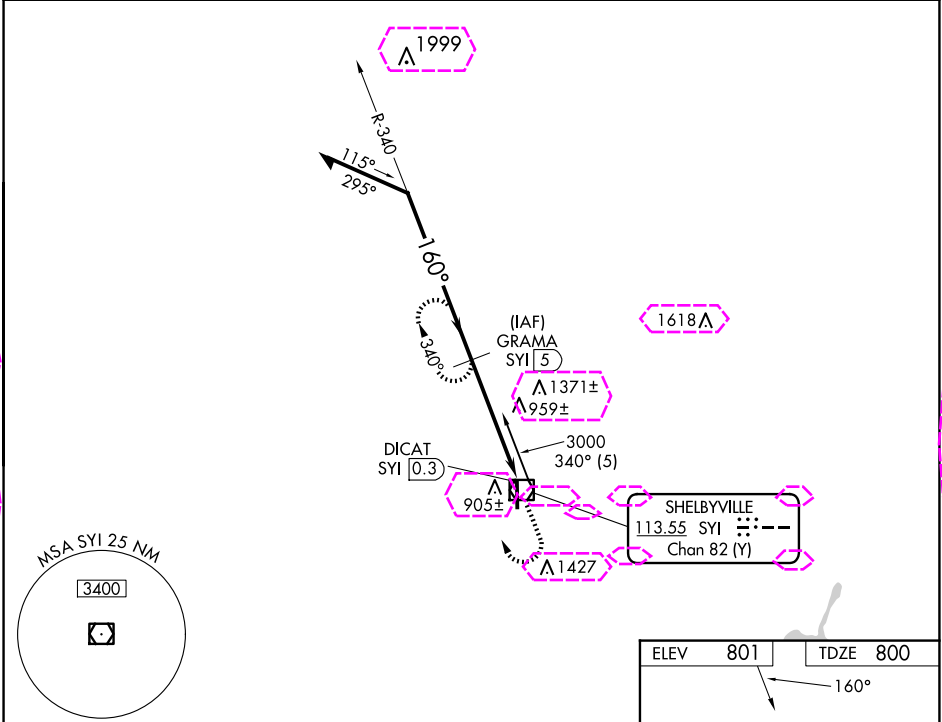 1999
R-340
115°
295°
160°
(IAF)
GRAMA
SYI 5
340°
1618
1371±
959±
3000
340° (5)
DICAT
SYI 0.3
905±
SHELBYVILLE
113.55 SYI
Chan 82 (Y)
1427
MSA SYI 25 NM
3400
ELEV 801 TDZE 800
160°